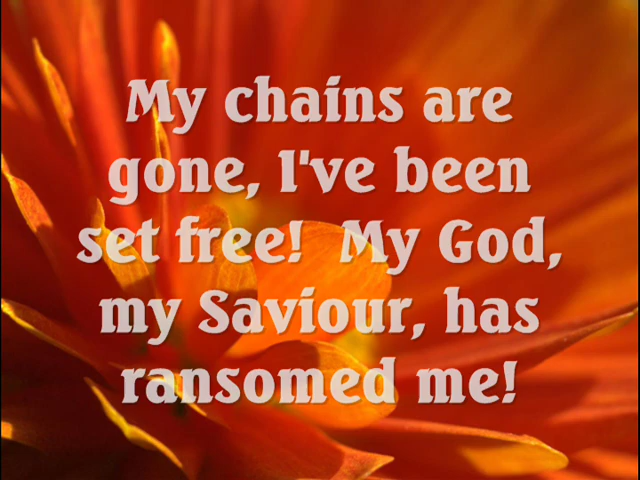 My chains are
gone, I've been
set free!  My God,
my Saviour, has
ransomed me!